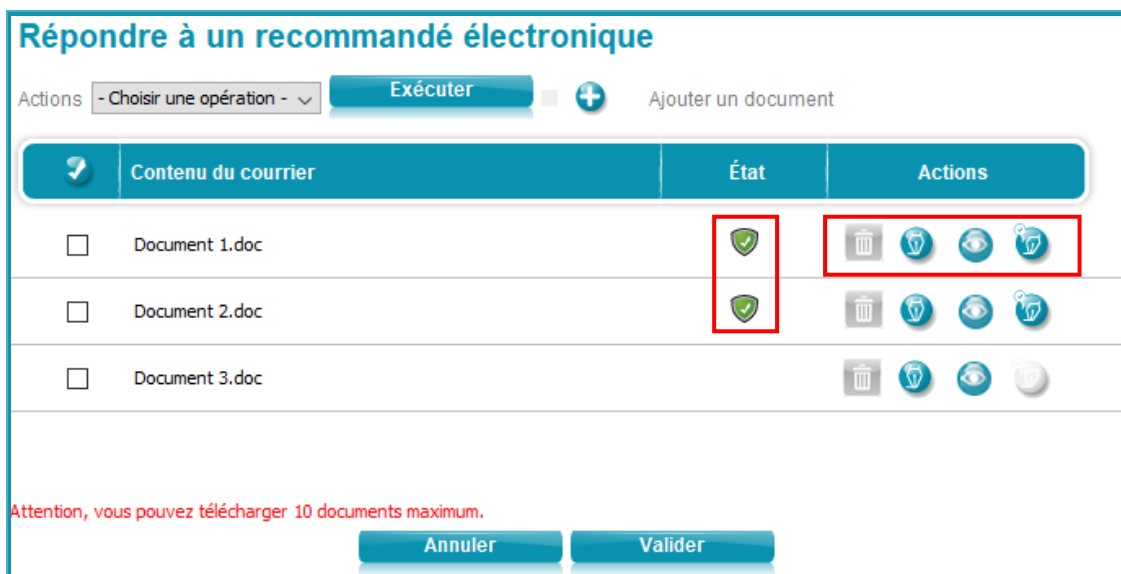 Répondre à un recommandé électronique
Actions - Choisir une opération - Exécuter Ajouter un document
Contenu du courrier État Actions
Document 1.doc
Document 2.doc
Document 3.doc
Attention, vous pouvez télécharger 10 documents maximum.
Annuler Valider